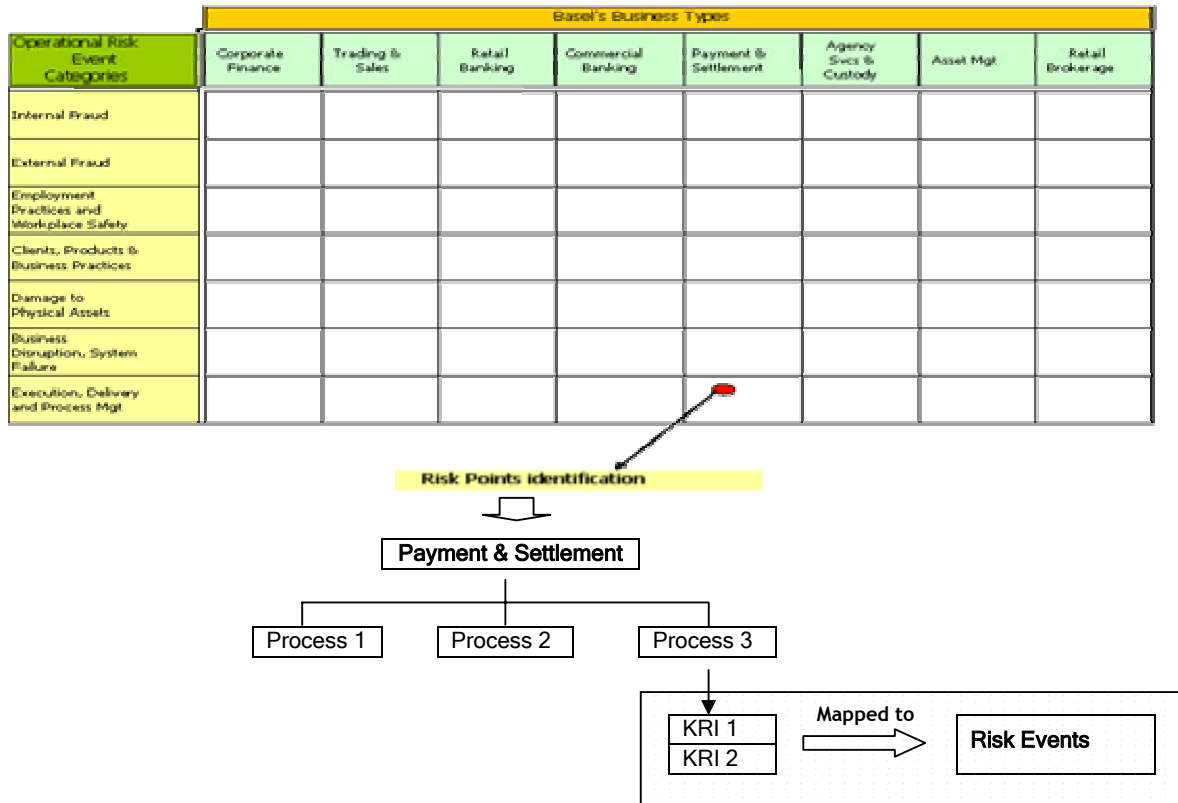 Basel's Business Types
Operational Risk
Event
Categories
Corporate
Finance
Trading &
Sales
Retail
Banking
Commercial
Banking
Payment &
Settlement
Agency
Svcs &
Custody
Asset Mgt
Retail
Brokerage
Internal Fraud
External Fraud
Employment
Practices and
Workplace Safety
Clients, Products &
Business Practices
Damage to
Physical Assets
Business
Disruption, System
Failure
Execution, Delivery
and Process Mgt
Risk Points identification
Payment & Settlement
Process 1
Process 2
Process 3
KRI 1
KRI 2
Mapped to
Risk Events